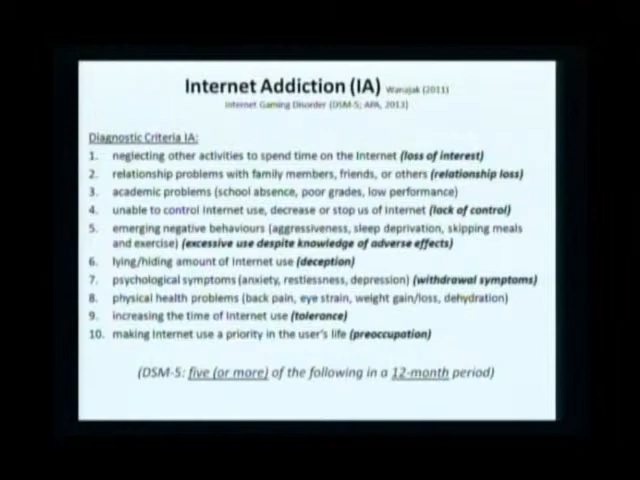 Internet Addiction (IA) Wanajak (2011)
Internet Gaming Disorder (DSM-5; APA, 2013)
Diagnostic Criteria IA:
1. neglecting other activities to spend time on the Internet (loss of interest)
2. relationship problems with family members, friends, or others (relationship loss)
3. academic problems (school absence, poor grades, low performance)
4. unable to control Internet use, decrease or stop us of Internet (lack of control)
5. emerging negative behaviours (aggressiveness, sleep deprivation, skipping meals
and exercise) (excessive use despite knowledge of adverse effects)
6. lying/hiding amount of Internet use (deception)
7. psychological symptoms (anxiety, restlessness, depression) (withdrawal symptoms)
8. physical health problems (back pain, eye strain, weight gain/loss, dehydration)
9. increasing the time of Internet use (tolerance)
10. making Internet use a priority in the user's life (preoccupation)
(DSM-5: five (or more) of the following in a 12-month period)